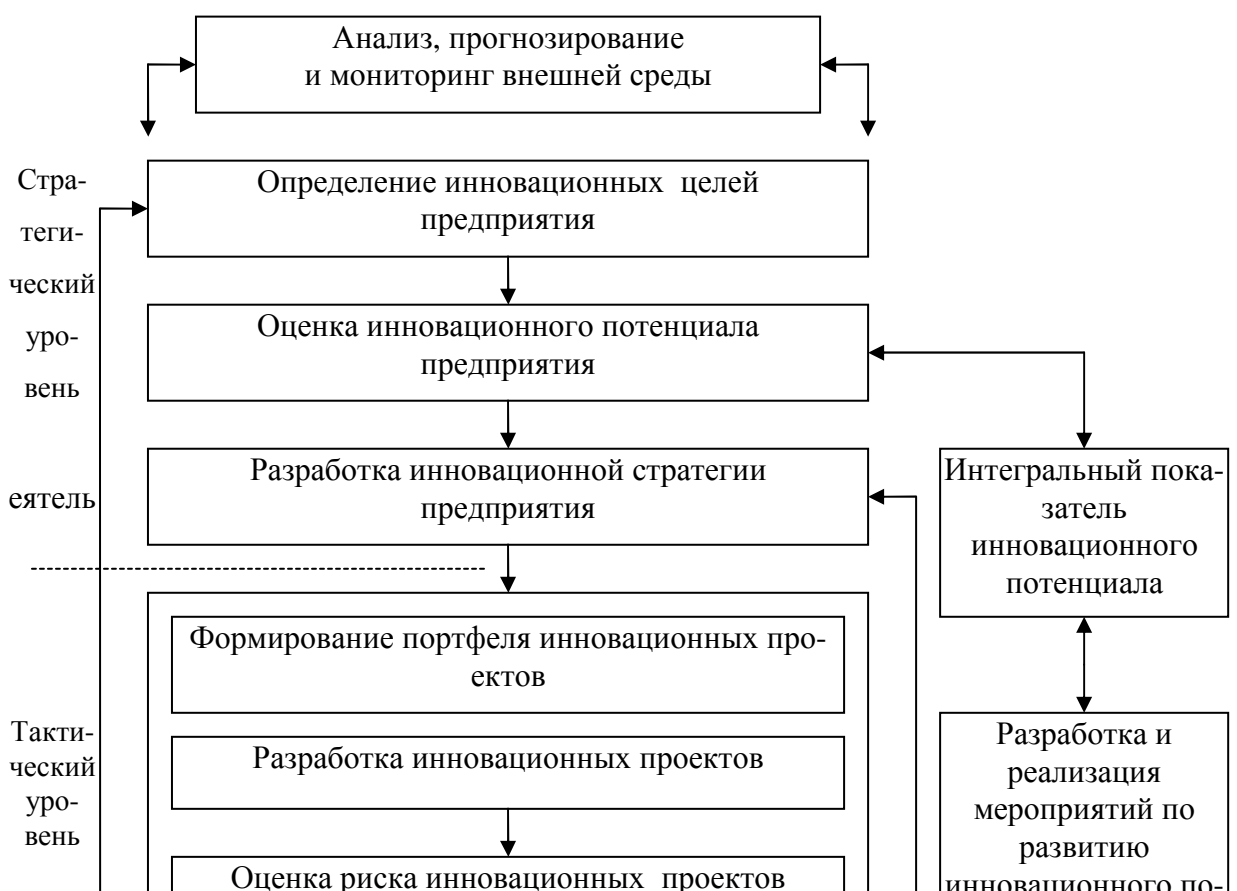 Анализ, прогнозирование
и мониторинг внешней среды
Стра-
теги-
ческий
уро-
вень
Определение инновационных целей
предприятия
Оценка инновационного потенциала
предприятия
еятель
Разработка инновационной стратегии
предприятия
Интегральный пока-
затель
инновационного
потенциала
Формирование портфеля инновационных про-
ектов
Такти-
ческий
уро-
вень
Разработка инновационных проектов
Оценка риска инновационных проектов
Разработка и
реализация
мероприятий по
развитию
инновационного по-